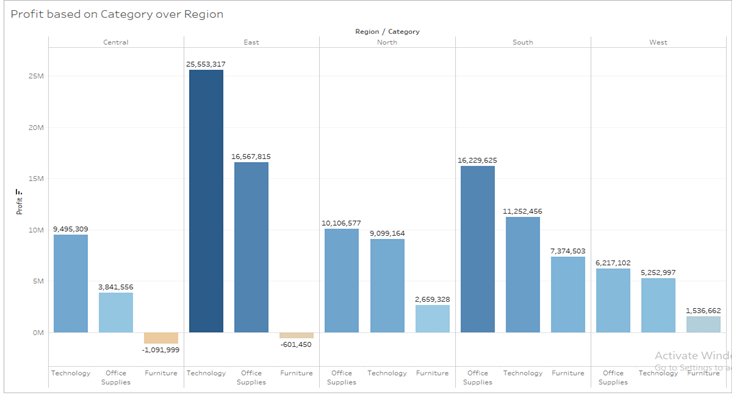 Profit based on Category over Region
Region / Category
Central East North South West
25M
20M
15M
10M
5M
0M
Profit
9,495,309
3,841,556
-1,091,999
25,553,317
16,567,815
-601,450
10,106,577
9,099,164
2,659,328
16,229,625
11,252,456
7,374,503
6,217,102
5,252,997
1,536,662
Technology Office Supplies Furniture
Technology Office Supplies Furniture
Office Supplies Technology Furniture
Office Supplies Technology Furniture
Office Supplies Technology Furniture
Activate Windo
Go to Settings to a